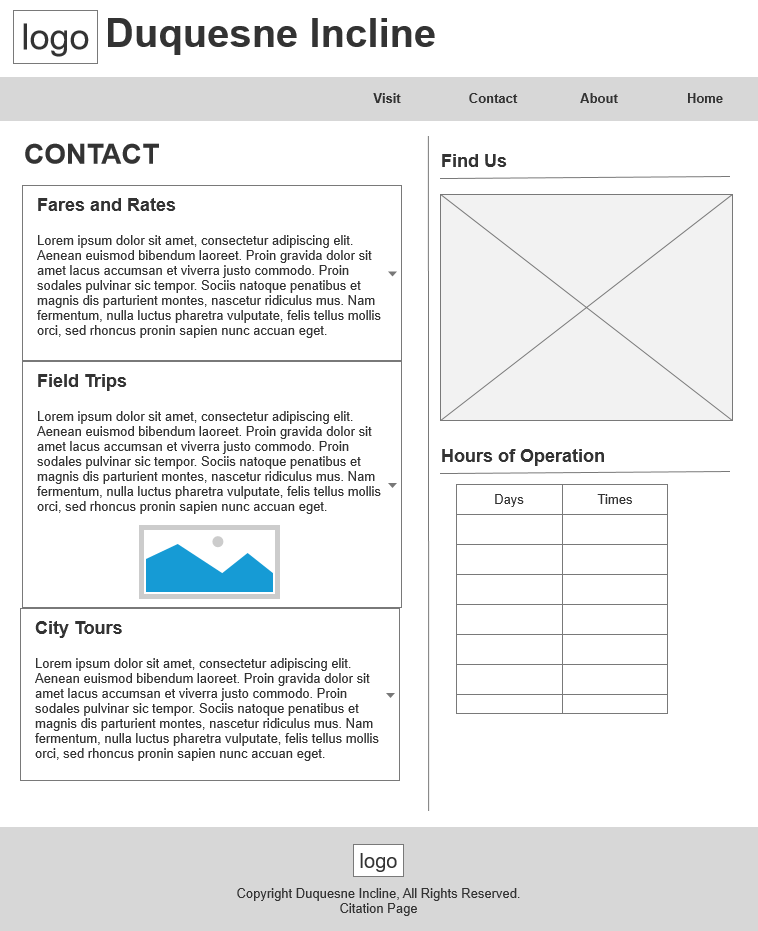 logo
Duquesne Incline
Visit
Contact
About
Home
CONTACT
Fares and Rates
Lorem ipsum dolor sit amet, consectetur adipiscing elit.
Aenean euismod bibendum laoreet. Proin gravida dolor sit
amet lacus accumsan et viverra justo commodo. Proin
sodales pulvinar sic tempor. Sociis natoque penatibus et
magnis dis parturient montes, nascetur ridiculus mus. Nam
fermentum, nulla luctus pharetra vulputate, felis tellus mollis
orci, sed rhoncus pronin sapien nunc accuan eget.
Field Trips
Lorem ipsum dolor sit amet, consectetur adipiscing elit.
Aenean euismod bibendum laoreet. Proin gravida dolor sit
amet lacus accumsan et viverra justo commodo. Proin
sodales pulvinar sic tempor. Sociis natoque penatibus et
magnis dis parturient montes, nascetur ridiculus mus. Nam
fermentum, nulla luctus pharetra vulputate, felis tellus mollis
orci, sed rhoncus pronin sapien nunc accuan eget.
City Tours
Lorem ipsum dolor sit amet, consectetur adipiscing elit.
Aenean euismod bibendum laoreet. Proin gravida dolor sit
amet lacus accumsan et viverra justo commodo. Proin
sodales pulvinar sic tempor. Sociis natoque penatibus et
magnis dis parturient montes, nascetur ridiculus mus. Nam
fermentum, nulla luctus pharetra vulputate, felis tellus mollis
orci, sed rhoncus pronin sapien nunc accuan eget.
Find Us
Hours of Operation
Days
Times
logo
Copyright Duquesne Incline, All Rights Reserved.
Citation Page